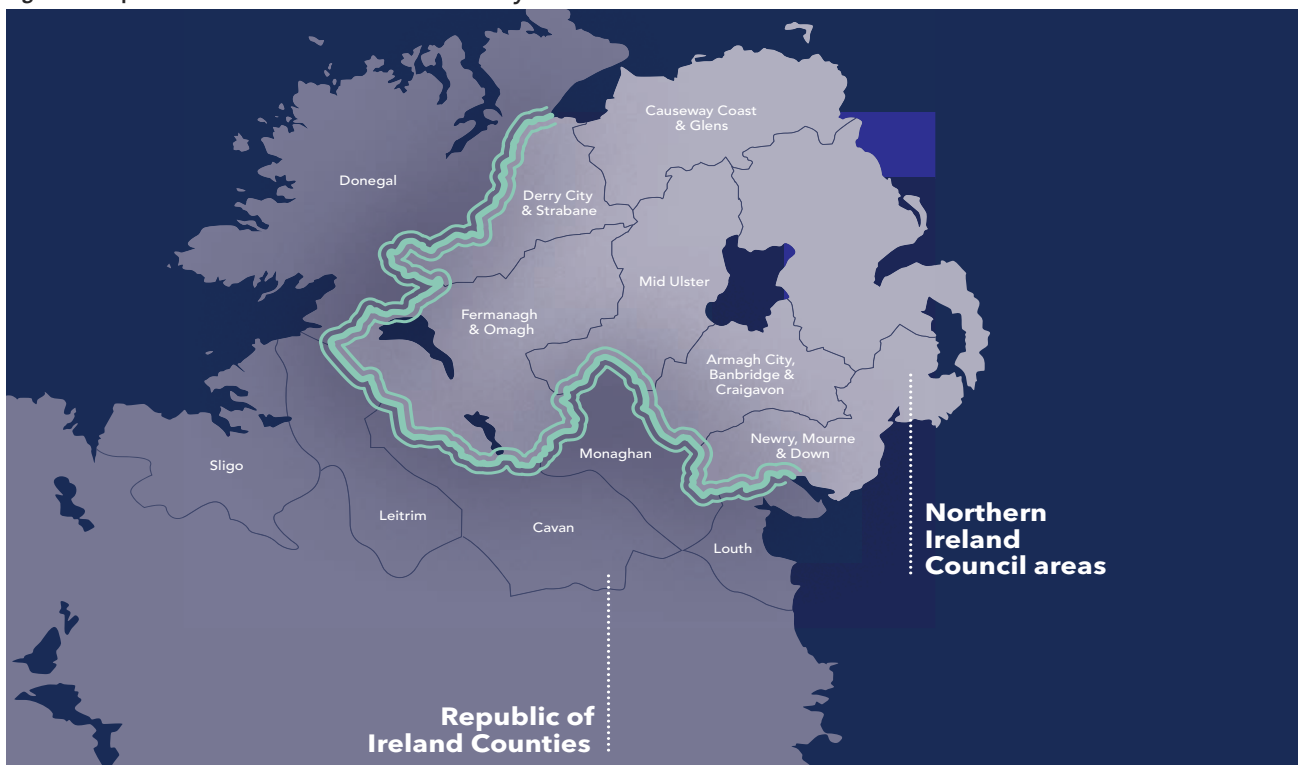 Causeway Coast
& Glens
Donegal
Derry City
& Strabane
Mid Ulster
Fermanagh
& Omagh
Armagh City,
Banbridge &
Craigavon
Newry, Mourne
& Down
Monaghan
Sligo
Leitrim
Cavan
Louth
Northern
Ireland
Council areas
Republic of
Ireland Counties